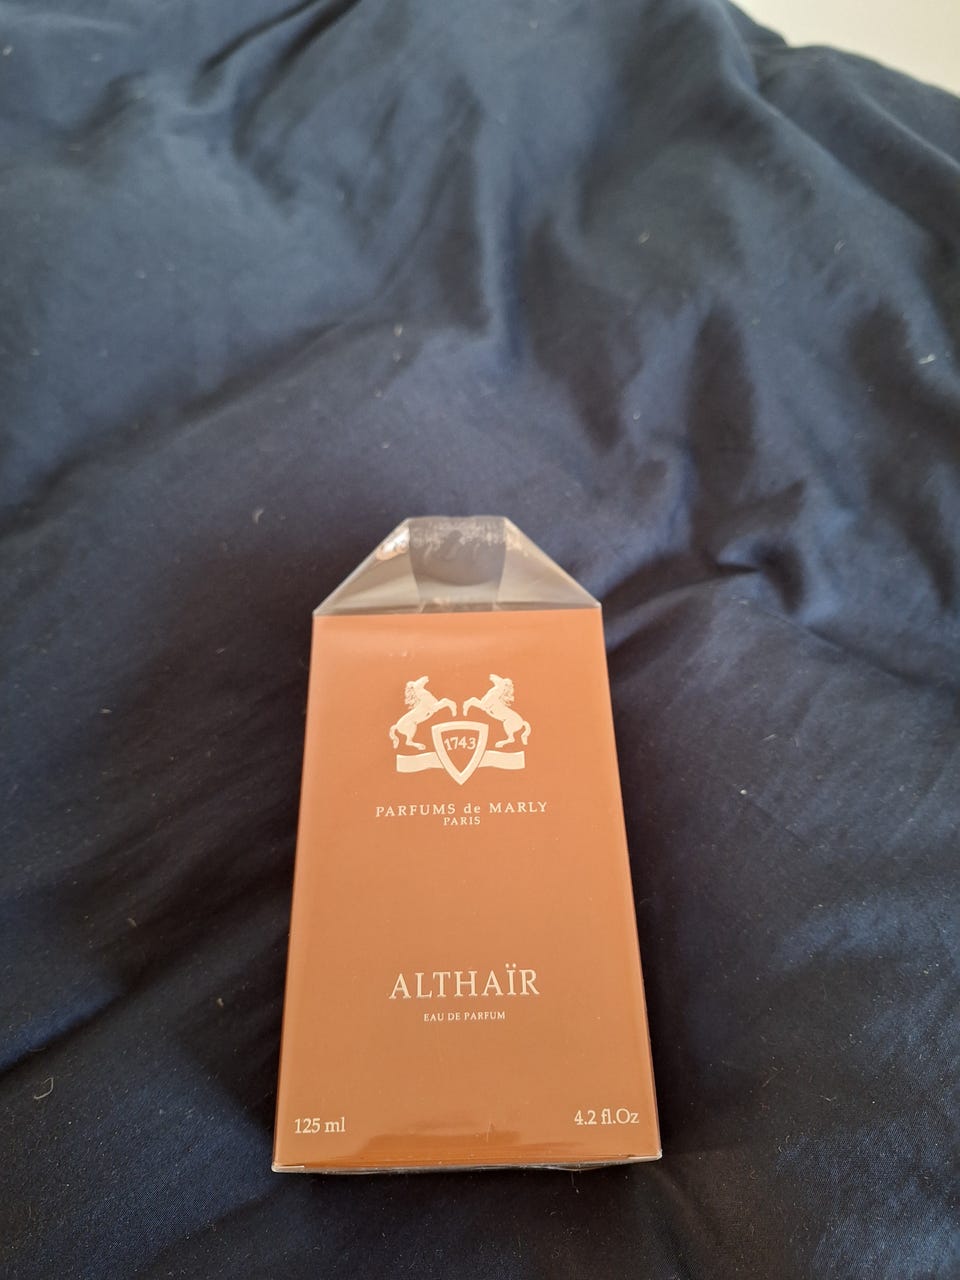 1743
PARFUMS de MARLY
PARIS
ALTHAÏR
EAU DE PARFUM
125 ml 4.2 fl.Oz